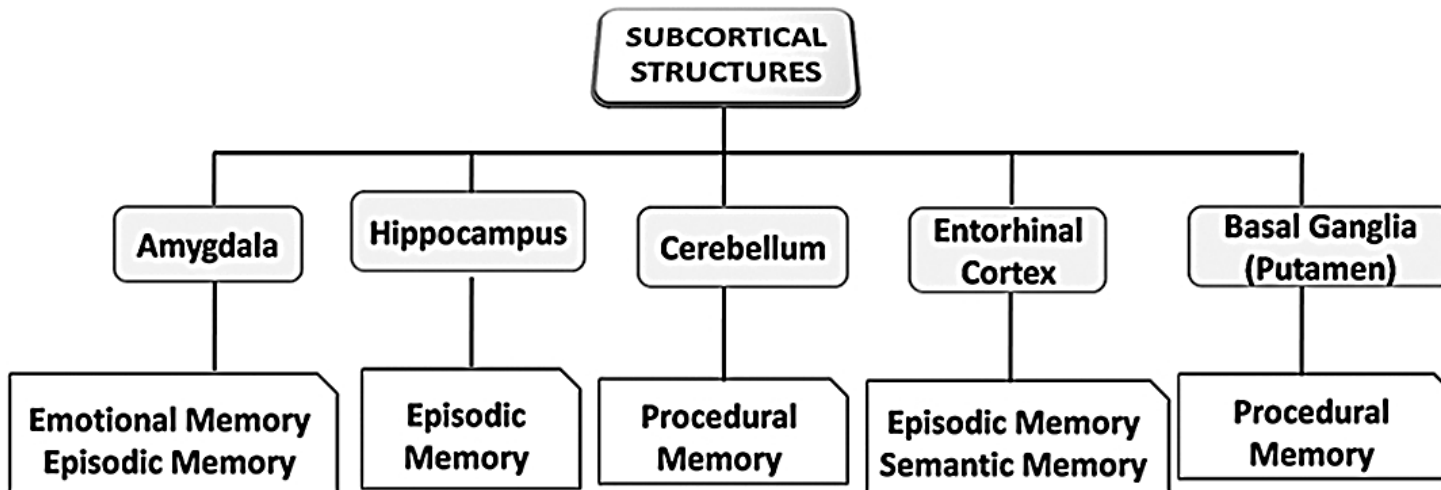 SUBCORTICAL
STRUCTURES
Amygdala
Hippocampus
Cerebellum
Entorhinal
Cortex
Basal Ganglia
(Putamen)
Emotional Memory
Episodic Memory
Episodic
Memory
Procedural
Memory
Episodic Memory
Semantic Memory
Procedural
Memory